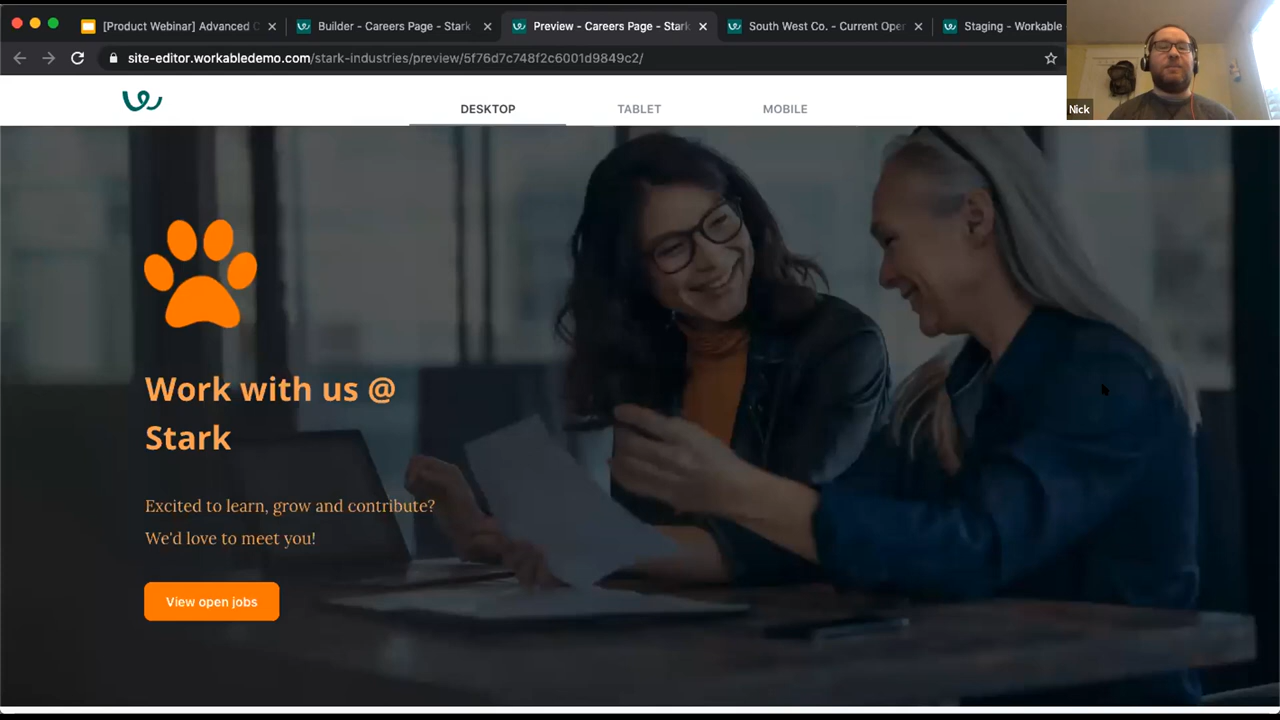 [Product Webinar] Advanced C
Builder - Careers Page - Stark
Preview - Careers Page - Stark
South West Co. - Current Oper
Staging - Workable
site-editor.workabledemo.com/stark-industries/preview/5f76d7c748f2c6001d9849c2/
DESKTOP
TABLET
MOBILE
Nick
Work with us @
Stark
Excited to learn, grow and contribute?
We'd love to meet you!
View open jobs